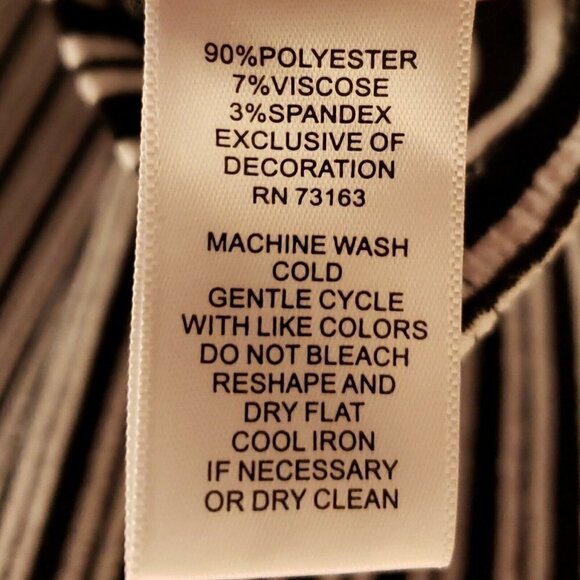 90%POLYESTER
7%VISCOSE
3%SPANDEX
EXCLUSIVE OF
DECORATION
RN 73163
MACHINE WASH
COLD
GENTLE CYCLE
WITH LIKE COLORS
DO NOT BLEACH
RESHAPE AND
DRY FLAT
COOL IRON
IF NECESSARY
OR DRY CLEAN